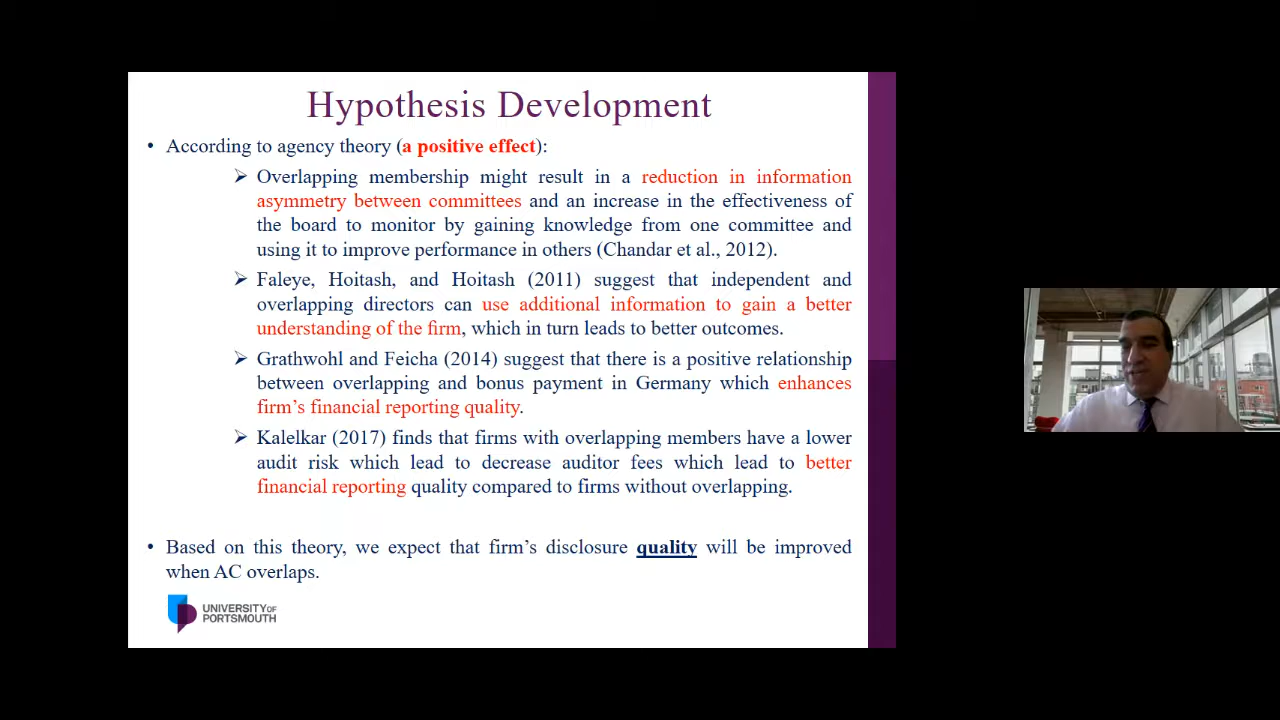 Hypothesis Development
• According to agency theory (a positive effect):
➢ Overlapping membership might result in a reduction in information
asymmetry between committees and an increase in the effectiveness of
the board to monitor by gaining knowledge from one committee and
using it to improve performance in others (Chandar et al., 2012).
➢ Faleye, Hoitash, and Hoitash (2011) suggest that independent and
overlapping directors can use additional information to gain a better
understanding of the firm, which in turn leads to better outcomes.
➢ Grathwohl and Feicha (2014) suggest that there is a positive relationship
between overlapping and bonus payment in Germany which enhances
firm's financial reporting quality.
➢ Kalelkar (2017) finds that firms with overlapping members have a lower
audit risk which lead to decrease auditor fees which lead to better
financial reporting quality compared to firms without overlapping.
• Based on this theory, we expect that firm's disclosure quality will be improved
when AC overlaps.
UNIVERSITY OF
PORTSMOUTH